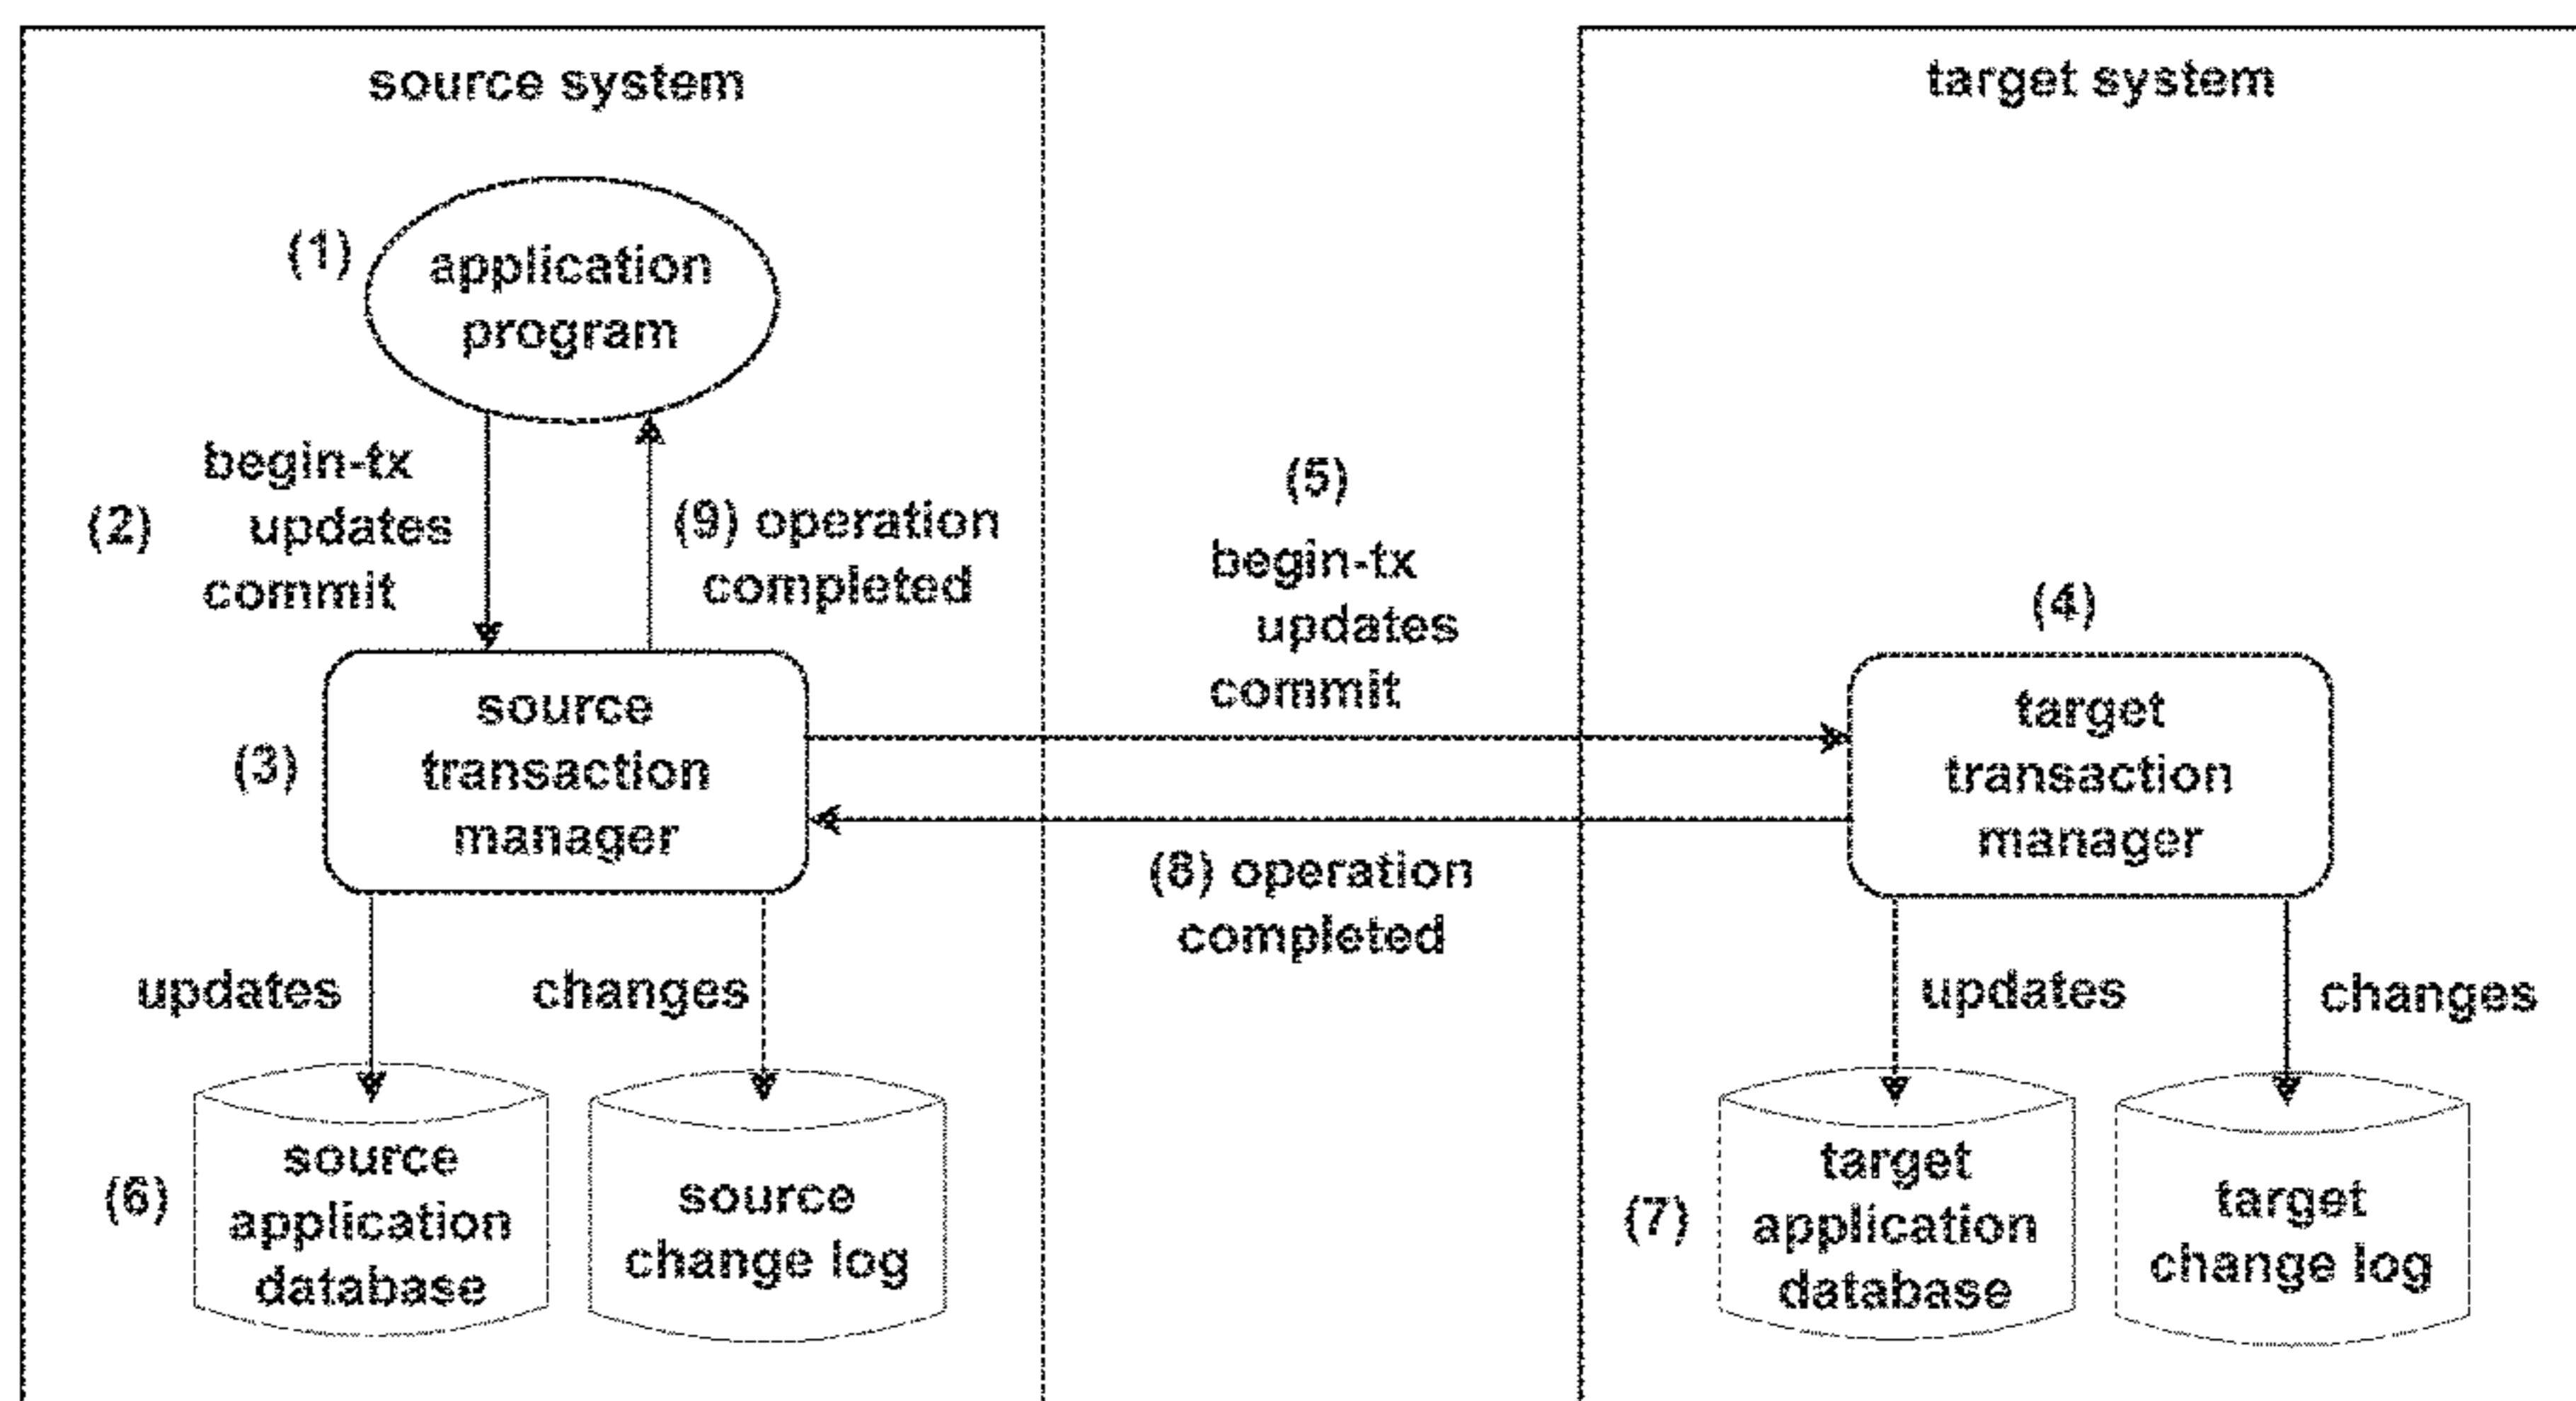 source system
target system
(1)
application
program
(2)
begin-tx
updates
commit
(9) operation
completed
(5)
begin-tx
updates
commit
(4)
(3)
source
transaction
manager
target
transaction
manager
(8) operation
completed
updates
changes
updates
changes
(6)
source
application
database
source
change log
(7)
target
application
database
target
change log